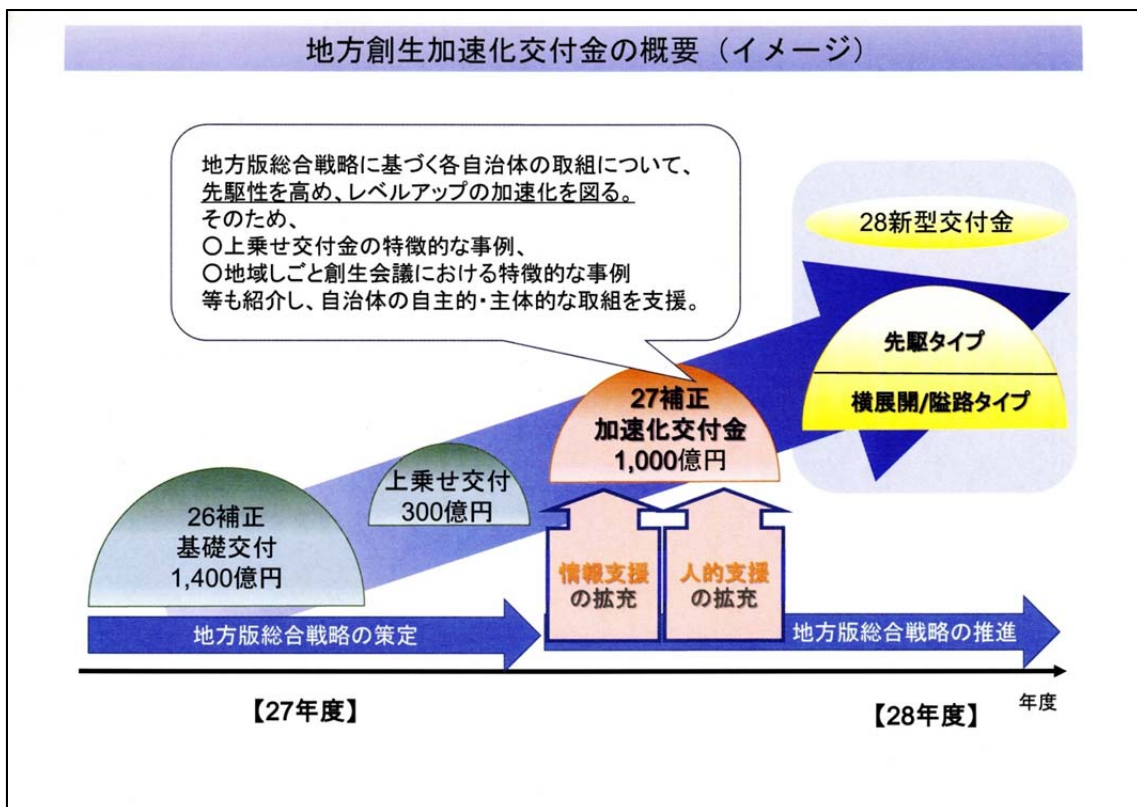 地方創生加速化交付金の概要（イメージ）
地方版総合戦略に基づく各自治体の取組について、
先駆性を高め、レベルアップの加速化を図る。
そのため、
○上乗せ交付金の特徴的な事例、
○地域しごと創生会議における特徴的な事例
等も紹介し、自治体の自主的・主体的な取組を支援。
28新型交付金
先駆タイプ
横展開/隘路タイプ
27補正
加速化交付金
1,000億円
上乗せ交付
300億円
26補正
基礎交付
1,400億円
情報支援
の拡充
人的支援
の拡充
地方版総合戦略の策定
地方版総合戦略の推進
【27年度】
【28年度】
年度